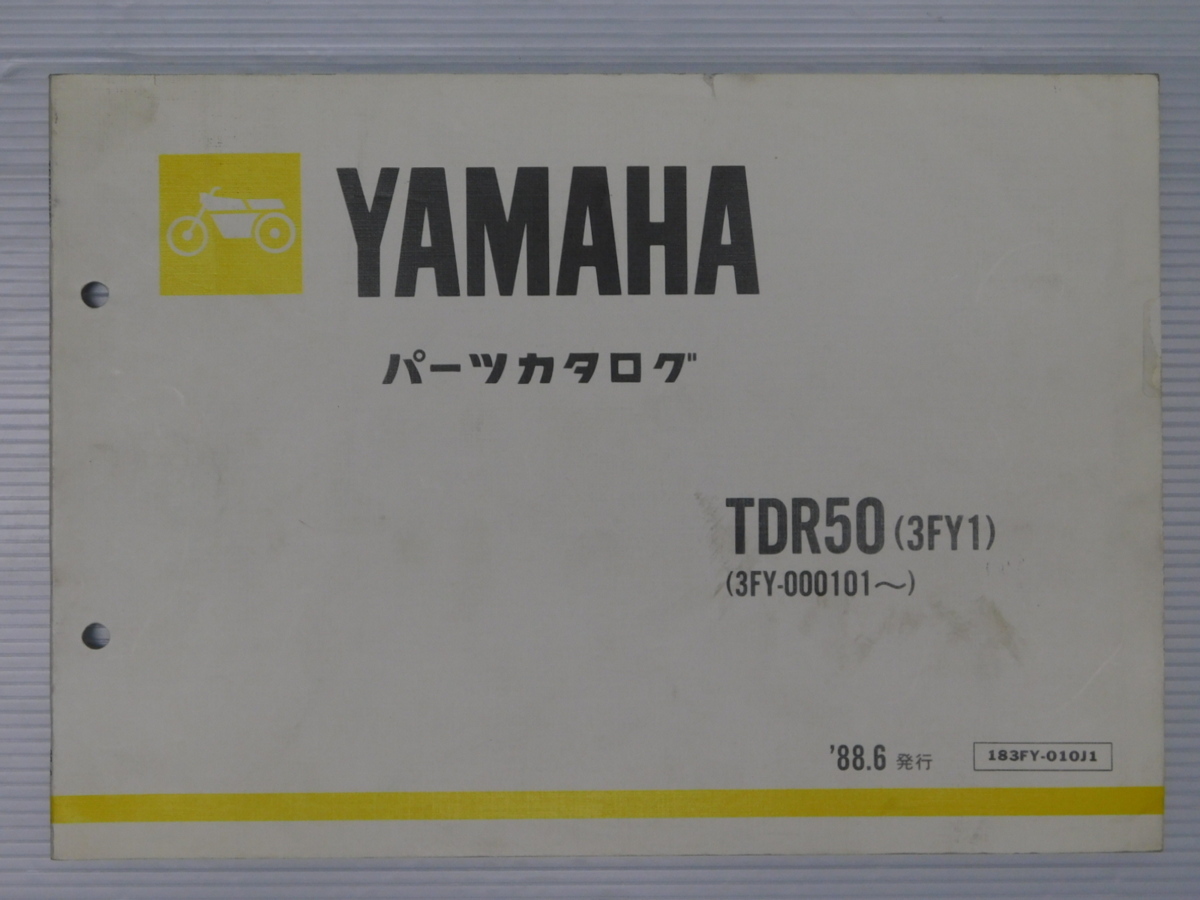 YAMAHA
パーツカタログ
TDR50 (3FY1)
(3FY-000101〜)
'88.6 発行
183FY-010J1